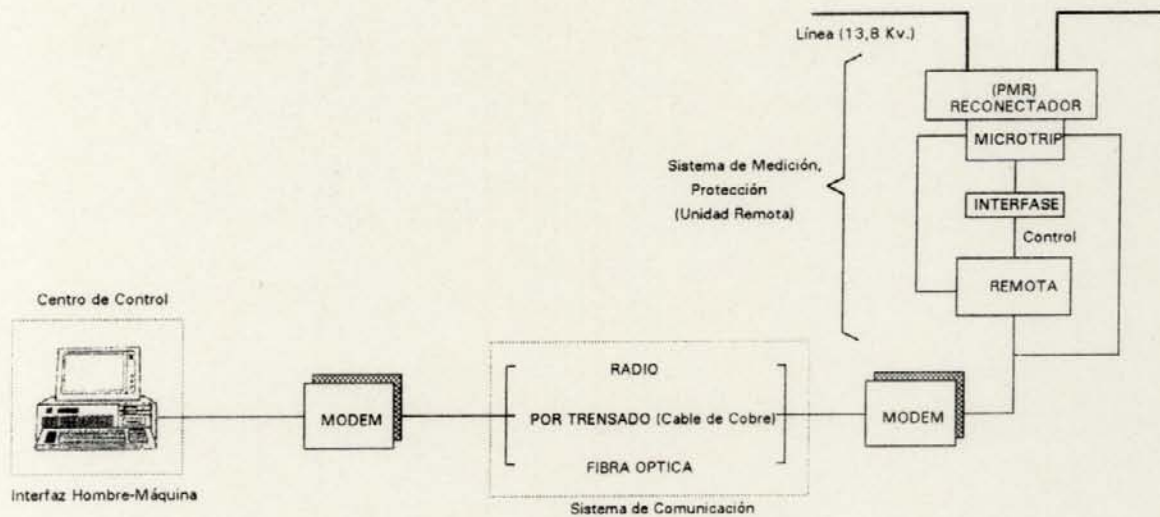 Línea (13,8 Kv.)
(PMR)
RECONECTADOR
MICROTRIP
Sistema de Medición,
Protección
(Unidad Remota)
INTERFASE
Control
REMOTA
Centro de Control
RADIO
MODEM
POR TRENSADO (Cable de Cobre)
MODEM
FIBRA OPTICA
Interfaz Hombre-Máquina
Sistema de Comunicación